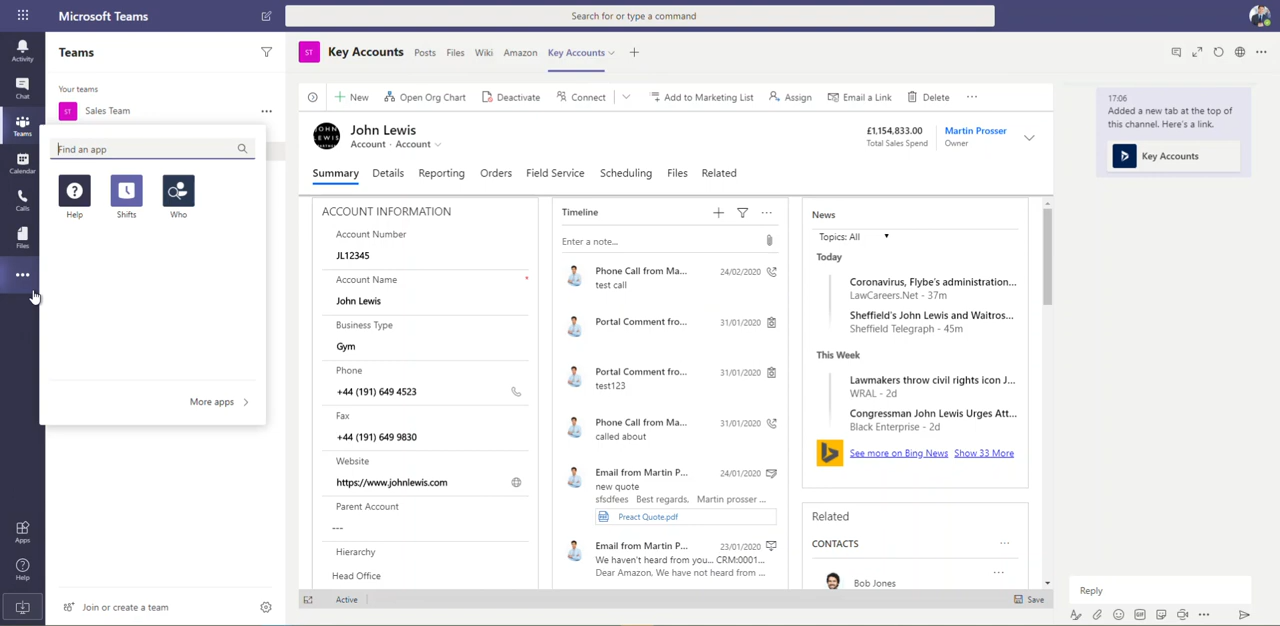 Microsoft Teams
Search for or type a command
Activity
Chat
Teams
Calendar
Calls
Files
Apps
Help
Teams
Your teams
ST
Sales Team
Find an app
Help
Shifts
Who
More apps
Join or create a team
ST
Key Accounts
Posts
Files
Wiki
Amazon
Key Accounts
New
Open Org Chart
Deactivate
Connect
Add to Marketing List
Assign
Email a Link
Delete
JOHN
LEWIS
John Lewis
Account · Account
£1,154,833.00
Total Sales Spend
Martin Prosser
Owner
Summary
Details
Reporting
Orders
Field Service
Scheduling
Files
Related
ACCOUNT INFORMATION
Account Number
JL12345
Account Name
*
John Lewis
Business Type
Gym
Phone
+44 (191) 649 4523
Fax
+44 (191) 649 9830
Website
https://www.johnlewis.com
Parent Account
---
Hierarchy
Head Office
Timeline
Enter a note...
Phone Call from Ma...
24/02/2020
test call
Portal Comment fro...
31/01/2020
Portal Comment fro...
31/01/2020
test123
Phone Call from Ma...
31/01/2020
called about
Email from Martin P...
24/01/2020
new quote
sfsdfees Best regards, Martin prosser ...
Preact Quote.pdf
Email from Martin P...
23/01/2020
We haven't heard from you... CRM:0001...
Dear Amazon, We have not heard from ...
News
Topics: All
Today
Coronavirus, Flybe's administration...
LawCareers.Net - 37m
Sheffield's John Lewis and Waitros...
Sheffield Telegraph - 45m
This Week
Lawmakers throw civil rights icon J...
WRAL - 2d
Congressman John Lewis Urges Att...
Black Enterprise - 2d
See more on Bing News Show 33 More
Related
CONTACTS
Bob Jones
Active
Save
17:06
Added a new tab at the top of
this channel. Here's a link.
Key Accounts
Reply